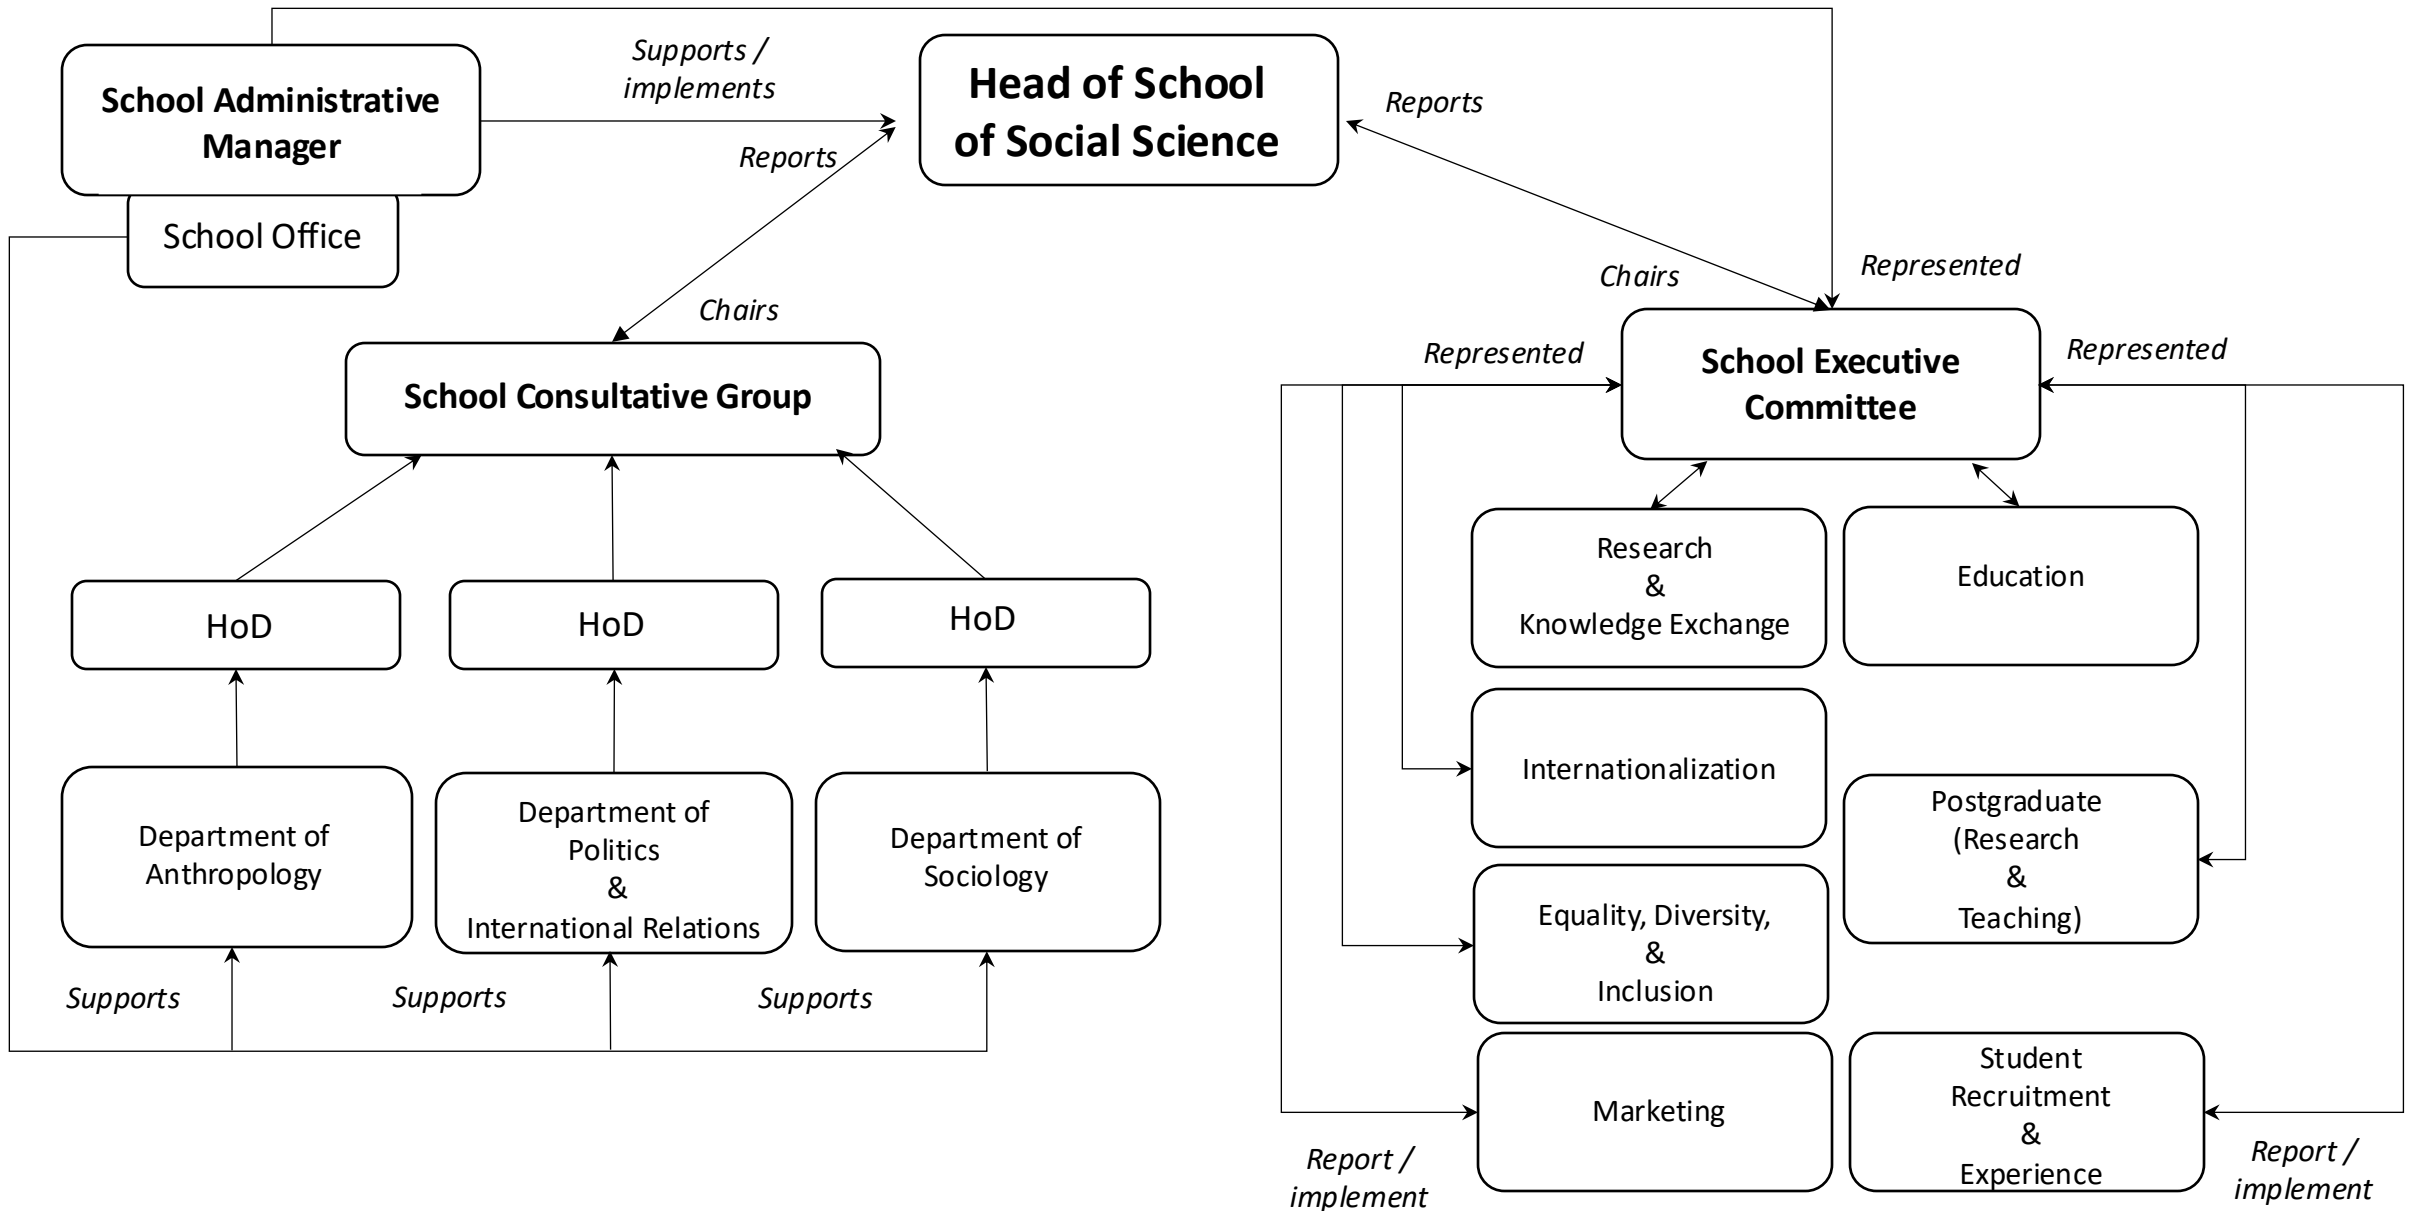 School Administrative
Manager
School Office
Supports /
implements
Head of School
of Social Science
Reports
Reports
Chairs
Chairs
Represented
School Consultative Group
Represented
School Executive
Committee
Represented
HoD
HoD
HoD
Research
&
Knowledge Exchange
Education
Internationalization
Department of
Anthropology
Department of
Politics
&
International Relations
Department of
Sociology
Postgraduate
(Research
&
Teaching)
Equality, Diversity,
&
Inclusion
Supports
Supports
Supports
Marketing
Student
Recruitment
&
Experience
Report /
implement
Report /
implement